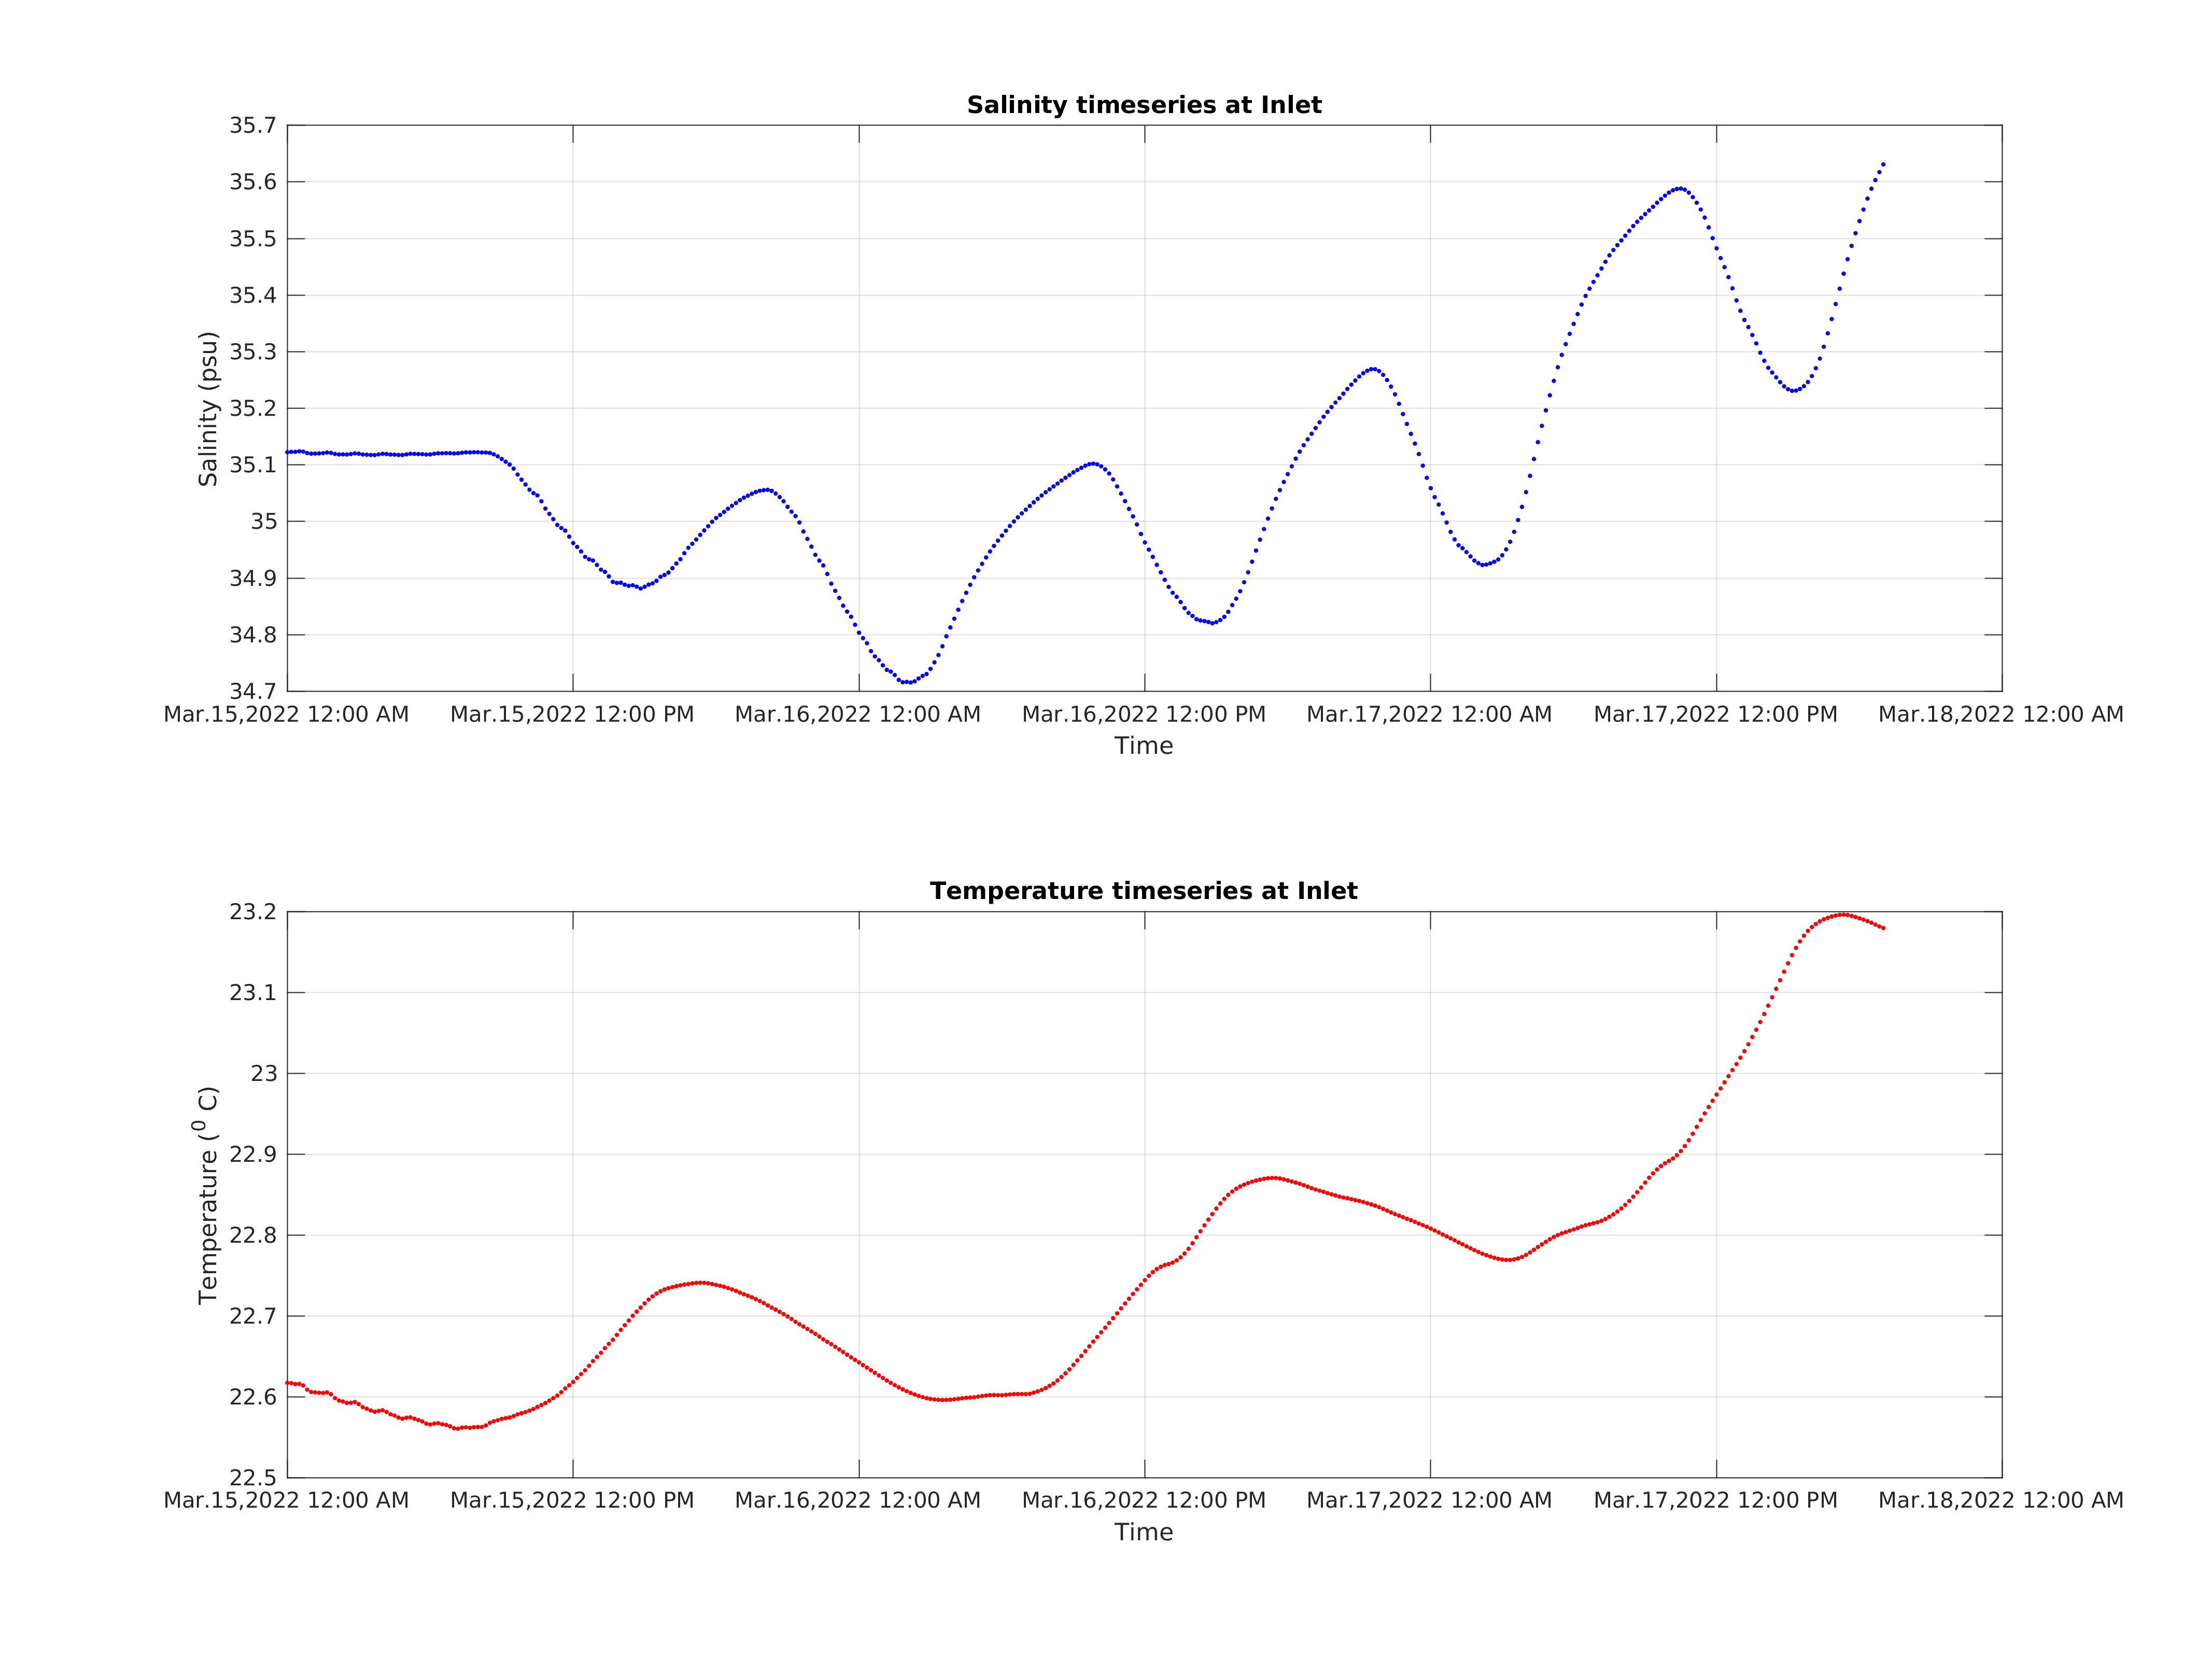 Salinity timeseries at Inlet
35.7
35.6
35.5
35.4
35.3
35.2
35.1
35
34.9
34.8
34.7
Salinity (psu)
Mar.15,2022 12:00 AM Mar.15,2022 12:00 PM Mar.16,2022 12:00 AM Mar.16,2022 12:00 PM Mar.17,2022 12:00 AM Mar.17,2022 12:00 PM Mar.18,2022 12:00 AM
Time
Temperature timeseries at Inlet
23.2
23.1
23
22.9
22.8
22.7
22.6
22.5
Temperature (⁰ C)
Mar.15,2022 12:00 AM Mar.15,2022 12:00 PM Mar.16,2022 12:00 AM Mar.16,2022 12:00 PM Mar.17,2022 12:00 AM Mar.17,2022 12:00 PM Mar.18,2022 12:00 AM
Time